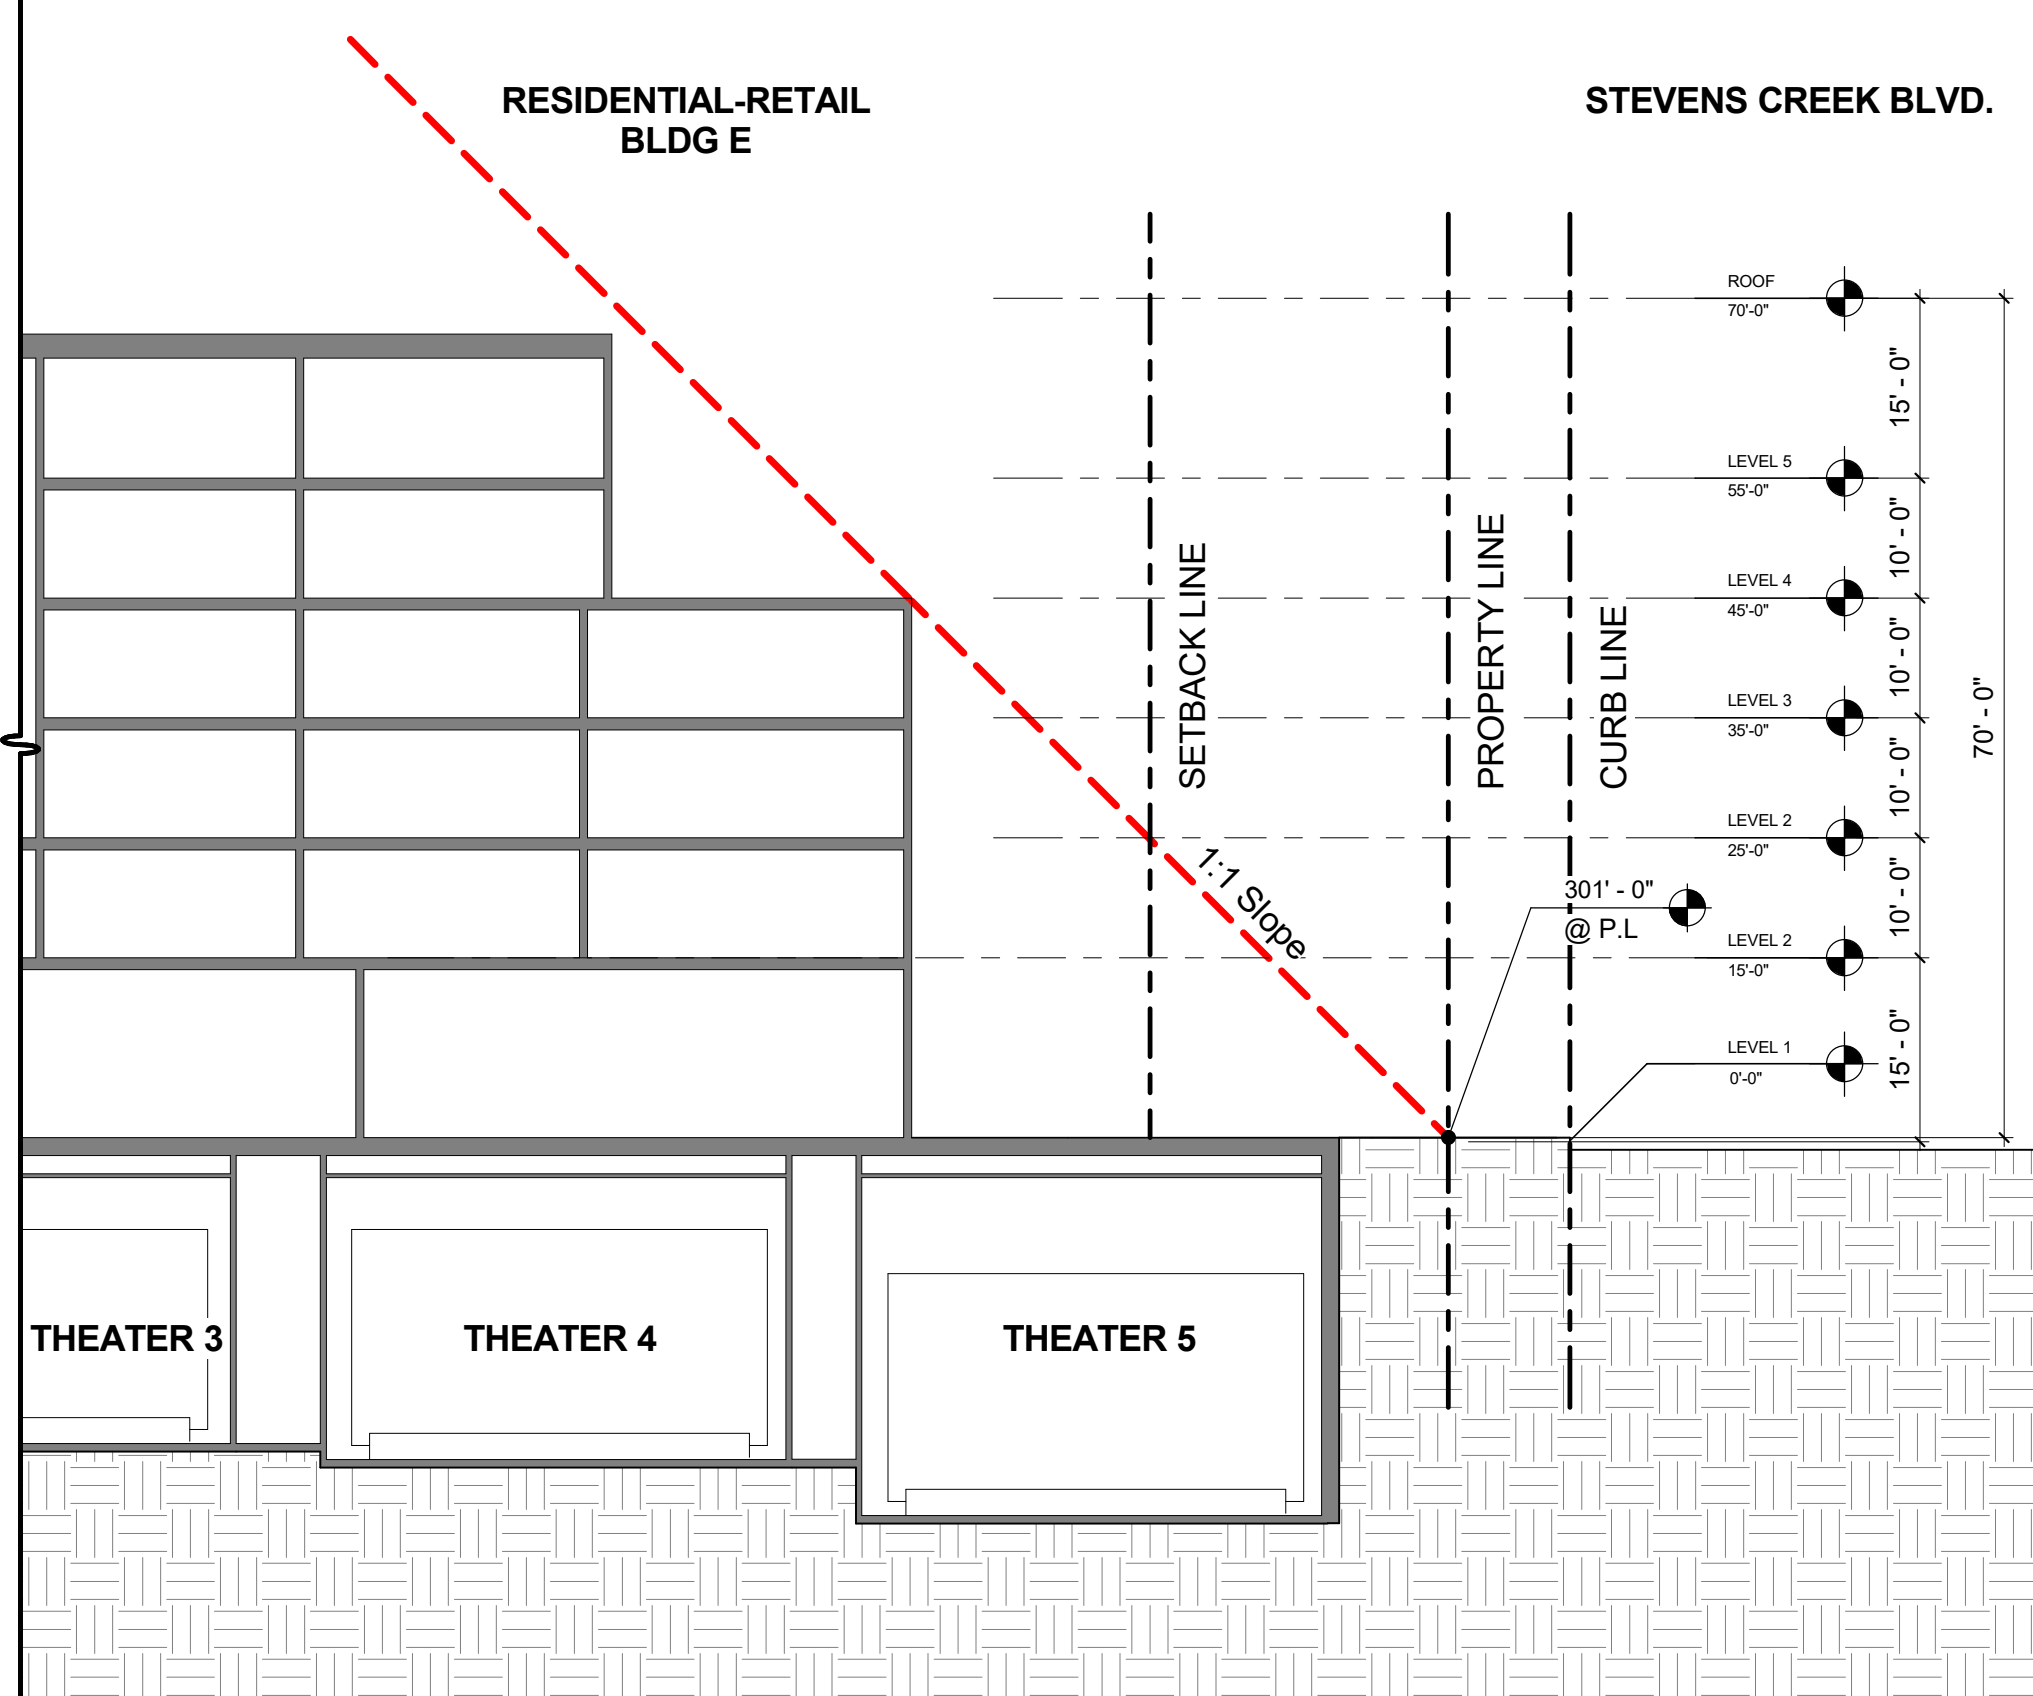 RESIDENTIAL-RETAIL
BLDG E
STEVENS CREEK BLVD.
ROOF
70'-0"
15' - 0"
LEVEL 5
55'-0"
10' - 0"
LEVEL 4
45'-0"
10' - 0"
LEVEL 3
35'-0"
10' - 0"
LEVEL 2
25'-0"
10' - 0"
LEVEL 2
15'-0"
15' - 0"
LEVEL 1
0'-0"
70' - 0"
SETBACK LINE
PROPERTY LINE
CURB LINE
1:1 Slope
301' - 0"
@ P.L
THEATER 3
THEATER 4
THEATER 5